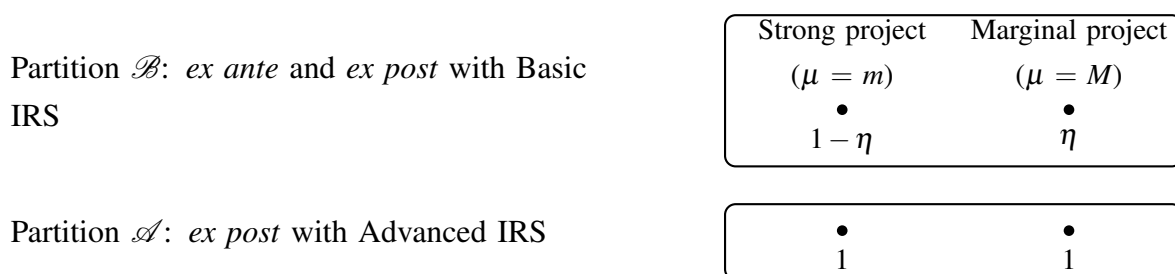 Strong project Marginal project
Partition ℬ: ex ante and ex post with Basic
IRS
(μ = m) (μ = M)
1 − η η
Partition 𝒜: ex post with Advanced IRS
1 1